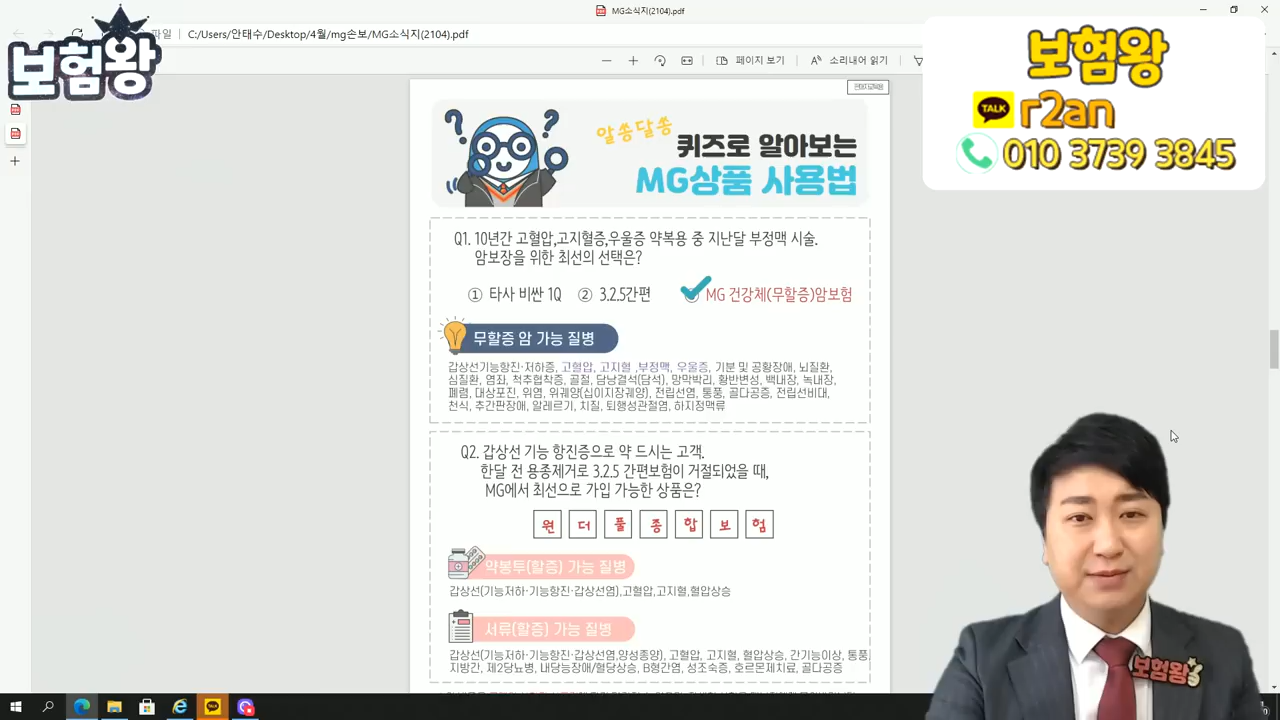 MG소식지(2104).pdf
파일
C:/Users/안태수/Desktop/4월/mg손보/MG소식지(2104).pdf
페이지 보기
소리내어 읽기
보험왕
보험왕
TALK r2an
010 3739 3845
알쏭달쏭
퀴즈로 알아보는
MG상품 사용법
Q1. 10년간 고혈압,고지혈증,우울증 약복용 중 지난달 부정맥 시술.
암보장을 위한 최선의 선택은?
① 타사 비싼 1Q ② 3.2.5간편 MG 건강체(무할증)암보험
무할증 암 가능 질병
갑상선기능항진·저하증, 고혈압, 고지혈 ,부정맥, 우울증, 기분 및 공황장애, 뇌질환,
심질환, 염좌, 척추협착증, 골절, 담낭결석(담석), 망막박리, 황반변성, 백내장, 녹내장,
폐렴, 대상포진, 위염, 위궤양(십이지장궤양), 전립선염, 통풍, 골다공증, 전립선비대,
천식, 추간판장애, 알레르기, 치질, 퇴행성관절염, 하지정맥류
Q2. 갑상선 기능 항진증으로 약 드시는 고객.
한달 전 용종제거로 3.2.5 간편보험이 거절되었을 때,
MG에서 최선으로 가입 가능한 상품은?
원 더 풀 종 합 보 험
약봉투(할증) 가능 질병
갑상선(기능저하·기능항진·갑상선염),고혈압,고지혈,혈압상승
서류(할증) 가능 질병
갑상선(기능저하·기능항진·갑상선염,양성종양), 고혈압, 고지혈, 혈압상승, 간기능이상, 통풍,
지방간, 제2당뇨병, 내당능장애/혈당상승, B형간염, 성조숙증, 호르몬제치료, 골다공증
보험왕